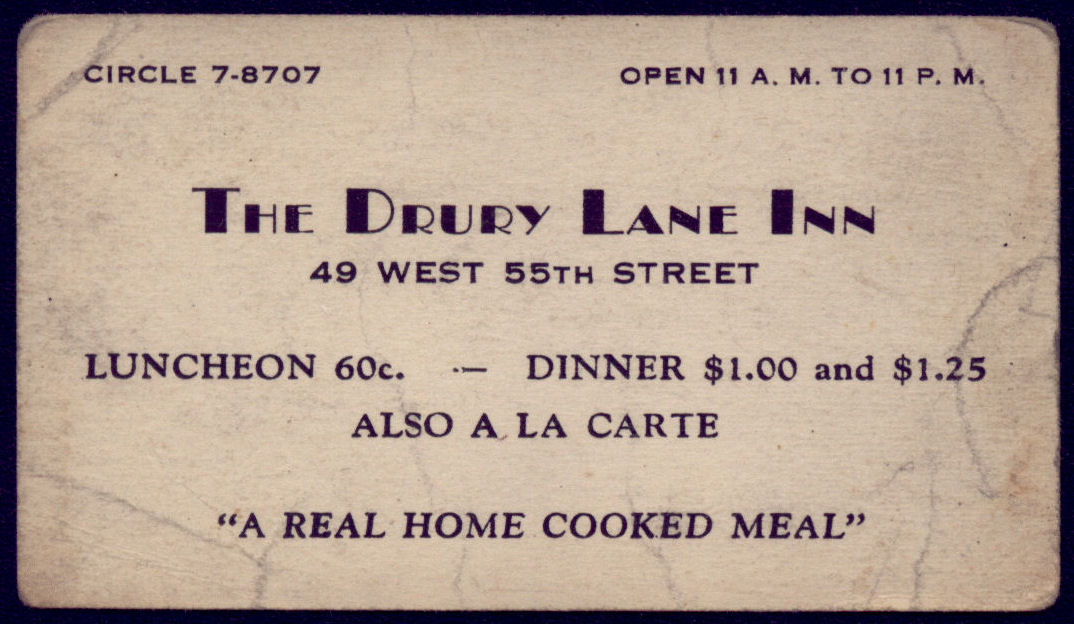 CIRCLE 7-8707
OPEN 11 A. M. TO 11 P. M.
THE DRURY LANE INN
49 WEST 55TH STREET
LUNCHEON 60c. — DINNER $1.00 and $1.25
ALSO A LA CARTE
“A REAL HOME COOKED MEAL”